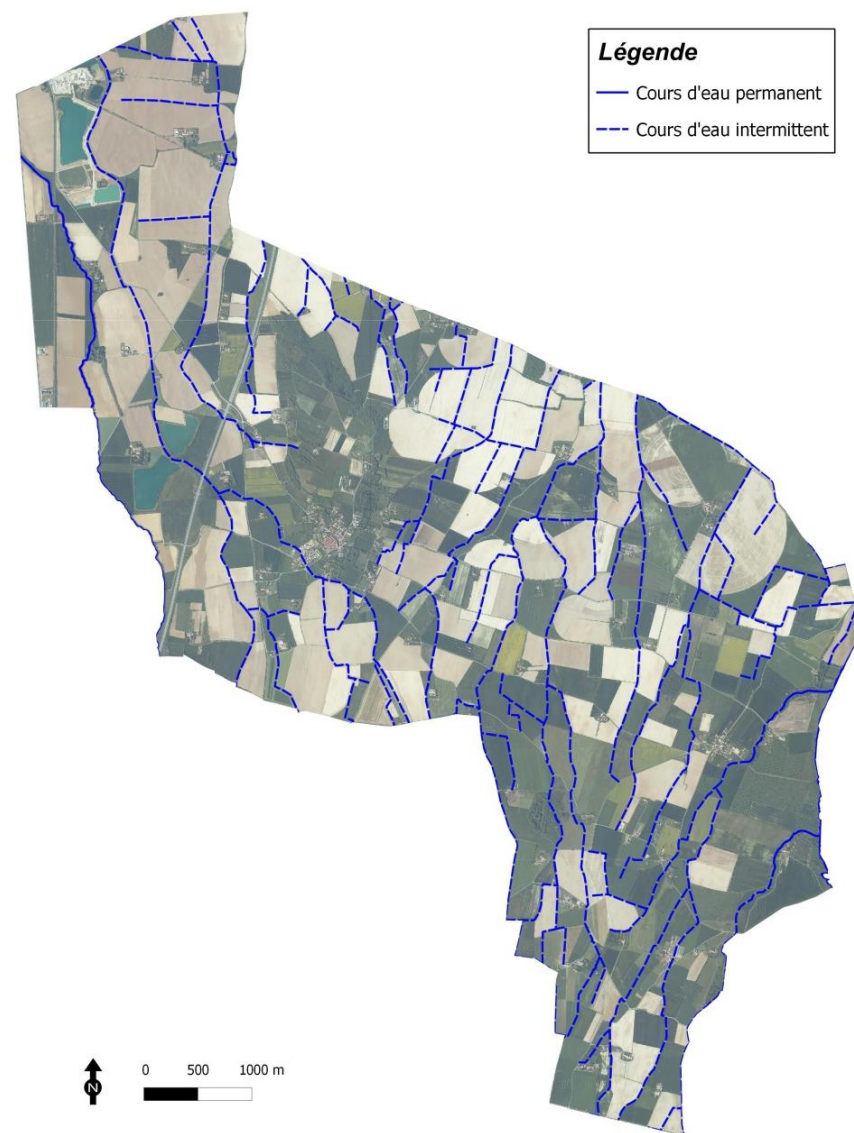 Légende
Cours d'eau permanent
Cours d'eau intermittent
N
0 500 1000 m